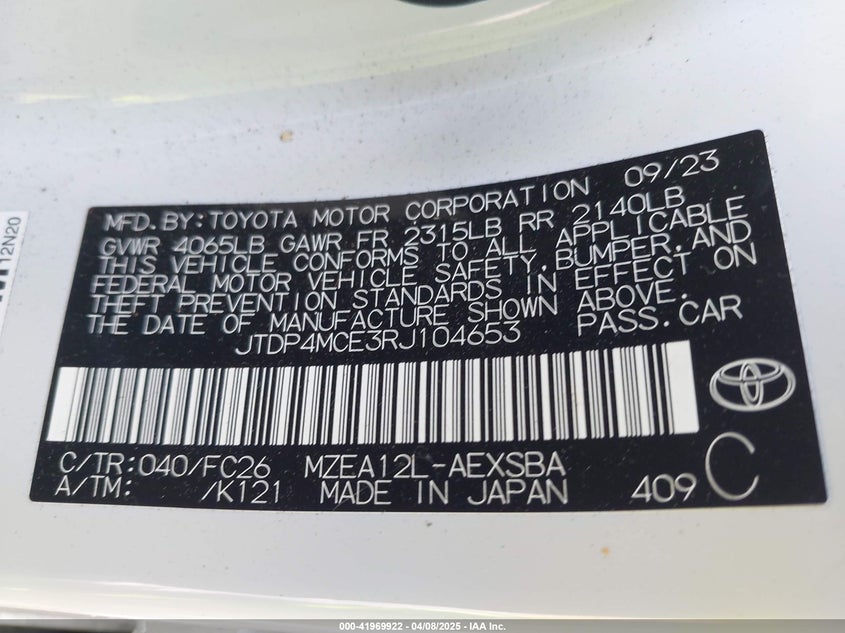 12N20
MFD.BY:TOYOTA MOTOR CORPORATION 09/23
GVWR 4065LB GAWR FR 2315LB RR 2140LB
THIS VEHICLE CONFORMS TO ALL APPLICABLE
FEDERAL MOTOR VEHICLE SAFETY,BUMPER,AND
THEFT PREVENTION STANDARDS IN EFFECT ON
THE DATE OF MANUFACTURE SHOWN ABOVE.
JTDP4MCE3RJ104653 PASS.CAR
C/TR:040/FC26 MZEA12L-AEXSBA
A/TM: /K121 MADE IN JAPAN 409 C
000-41969922 | 04/08/2025 - IAA Inc.